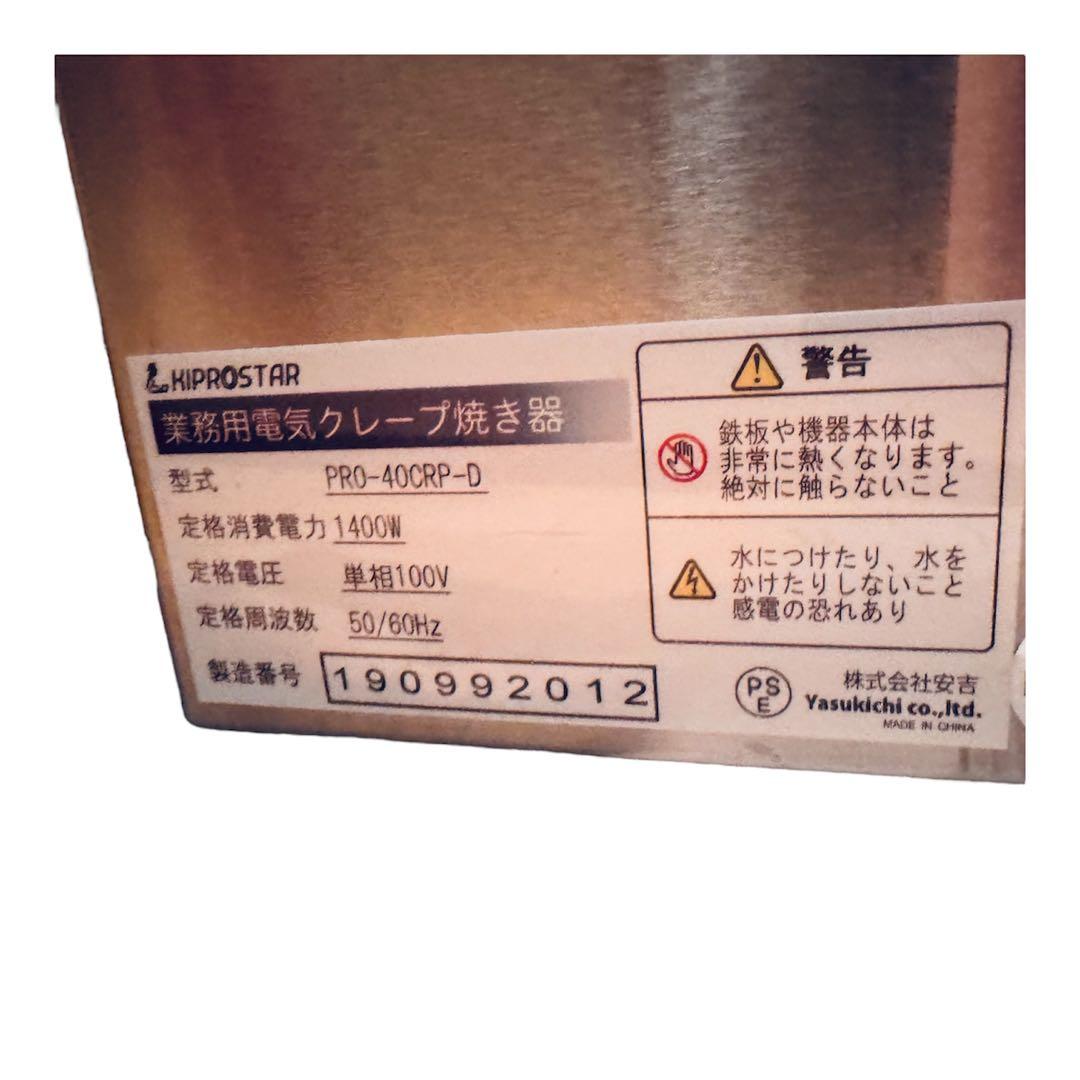 KIPROSTAR
業務用電気クレープ焼き器
型式 PRO-40CRP-D
定格消費電力 1400W
定格電圧 単相100V
定格周波数 50/60Hz
製造番号 190992012
警告
鉄板や機器本体は
非常に熱くなります。
絶対に触らないこと
水につけたり、水を
かけたりしないこと
感電の恐れあり
PS
E
株式会社安吉
Yasukichi co.,ltd.
MADE IN CHINA